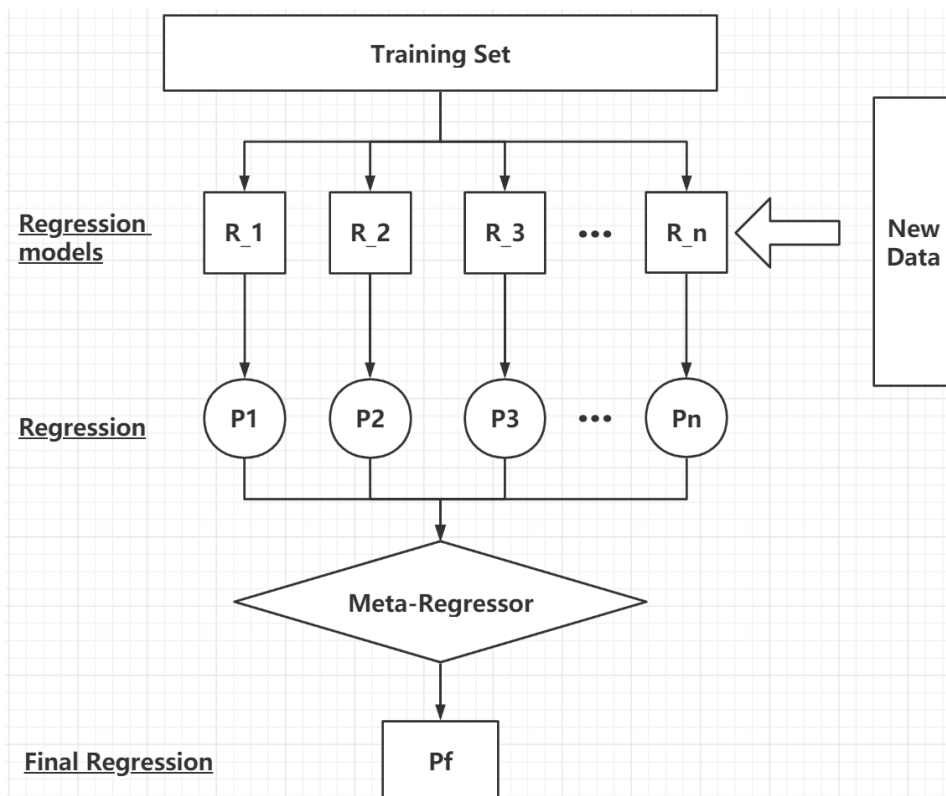 Training Set
Regression
models
R_1 R_2 R_3 ••• R_n
New
Data
Regression
P1 P2 P3 ••• Pn
Meta-Regressor
Final Regression
Pf